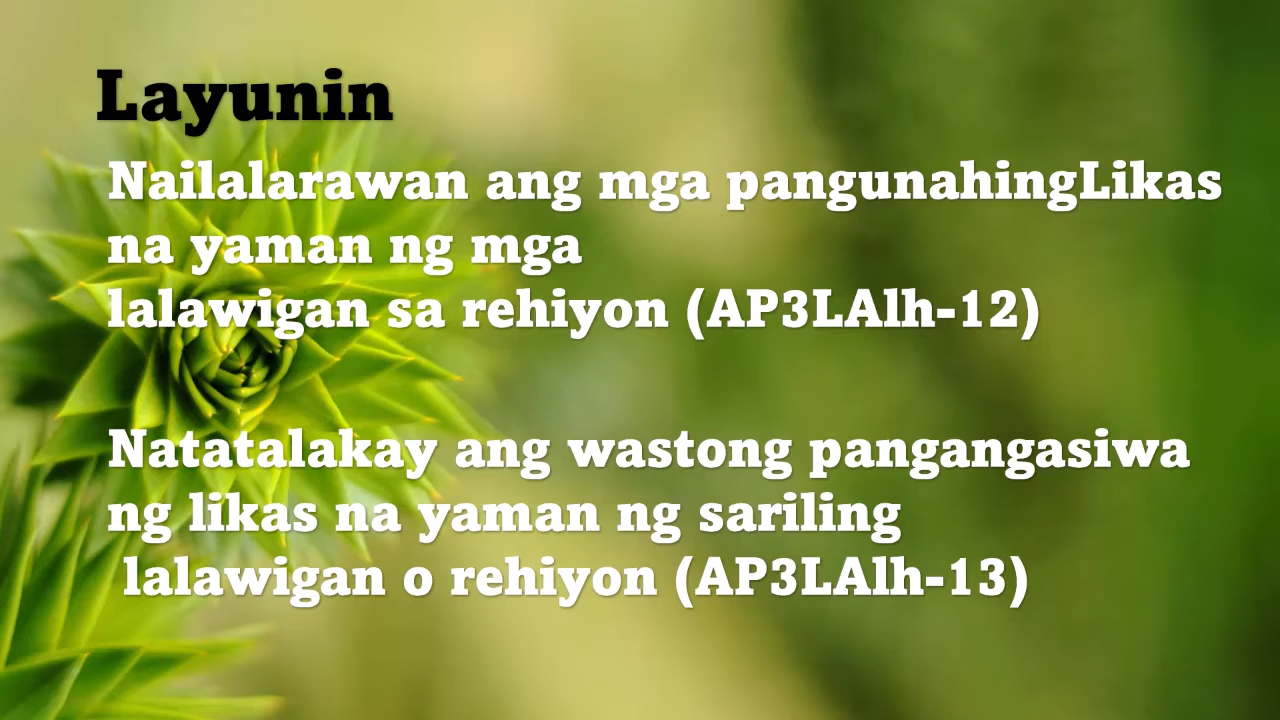 Layunin
Nailalarawan ang mga pangunahingLikas
na yaman ng mga
lalawigan sa rehiyon (AP3LAlh-12)
Natatalakay ang wastong pangangasiwa
ng likas na yaman ng sariling
lalawigan o rehiyon (AP3LAlh-13)